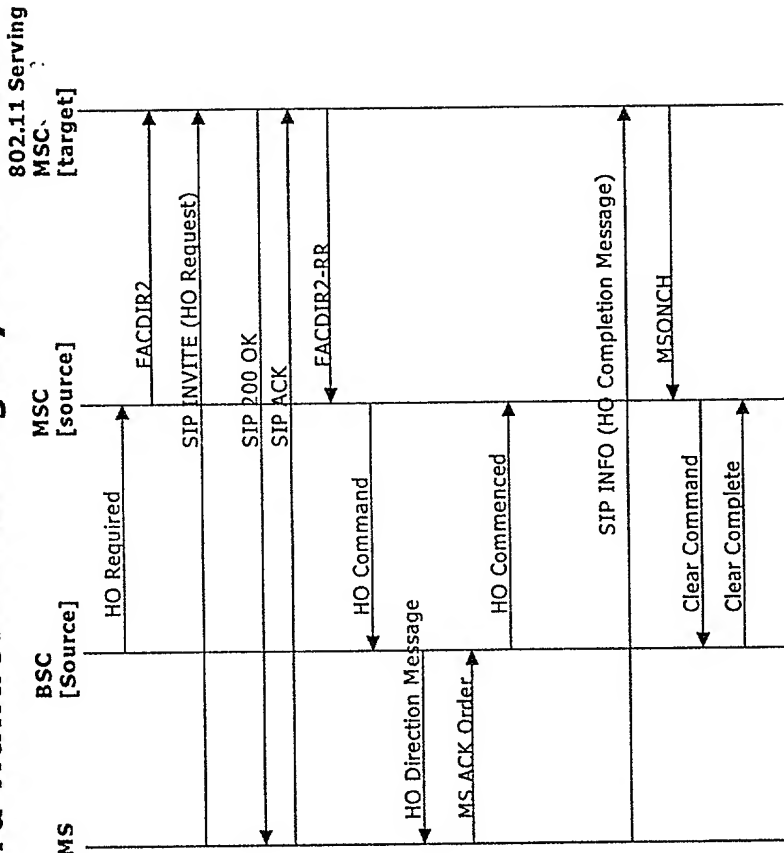 802.11 Serving
MS
BSC
[Source]
MSC
[source]
MSC
[target]
HO Required
FACDIR2
SIP INVITE (HO Request)
SIP 200 OK
SIP ACK
FACDIR2-RR
HO Command
HO Direction Message
MS ACK Order
HO Commenced
SIP INFO (HO Completion Message)
MSONCH
Clear Command
Clear Complete